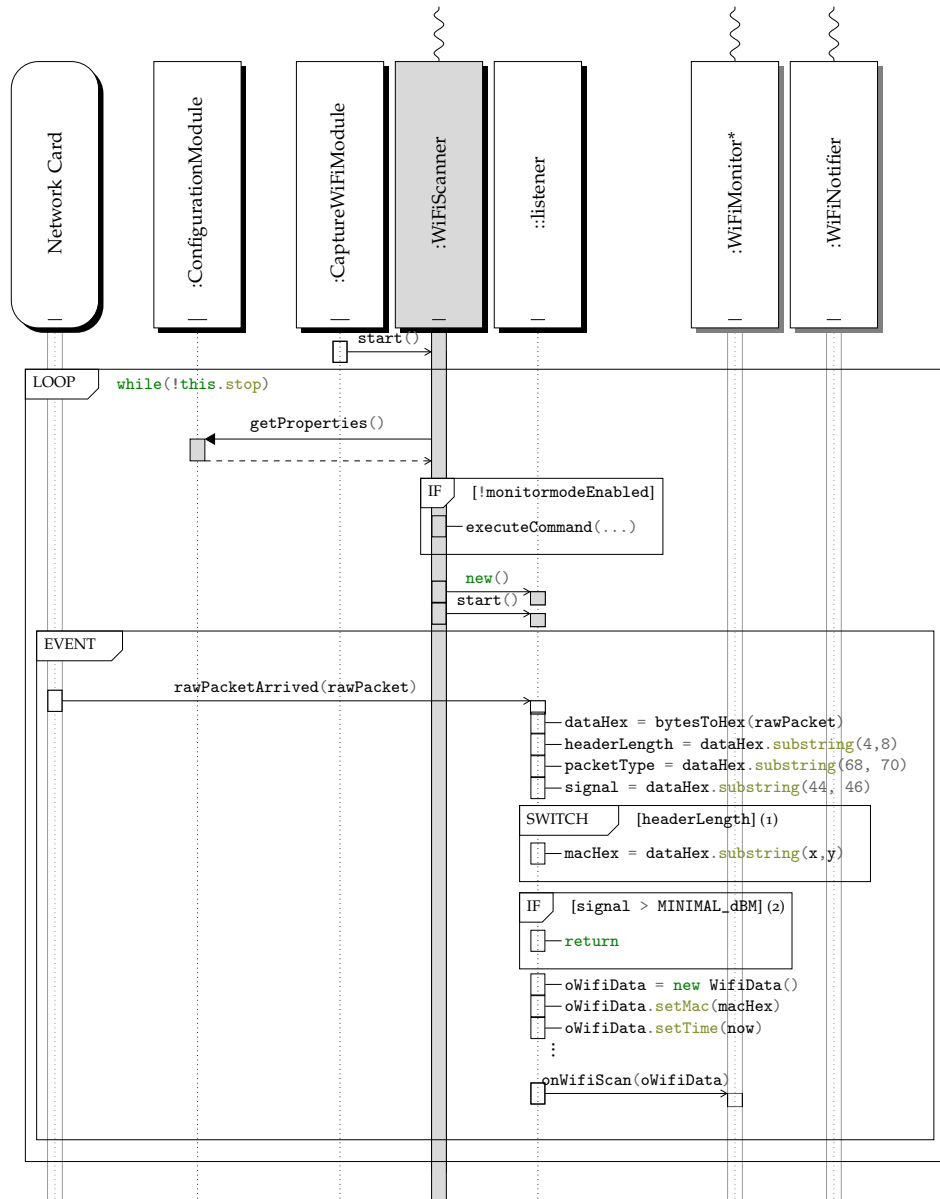 Network Card
:ConfigurationModule
:CaptureWiFiModule
:WiFiScanner
::listener
:WiFiMonitor*
:WiFiNotifier
start()
LOOP while(!this.stop)
getProperties()
IF [!monitormodeEnabled]
executeCommand(...)
new()
start()
EVENT
rawPacketArrived(rawPacket)
dataHex = bytesToHex(rawPacket)
headerLength = dataHex.substring(4,8)
packetType = dataHex.substring(68, 70)
signal = dataHex.substring(44, 46)
SWITCH [headerLength] (1)
macHex = dataHex.substring(x,y)
IF [signal > MINIMAL_dBM] (2)
return
oWifiData = new WifiData()
oWifiData.setMac(macHex)
oWifiData.setTime(now)
⋮
onWifiScan(oWifiData)